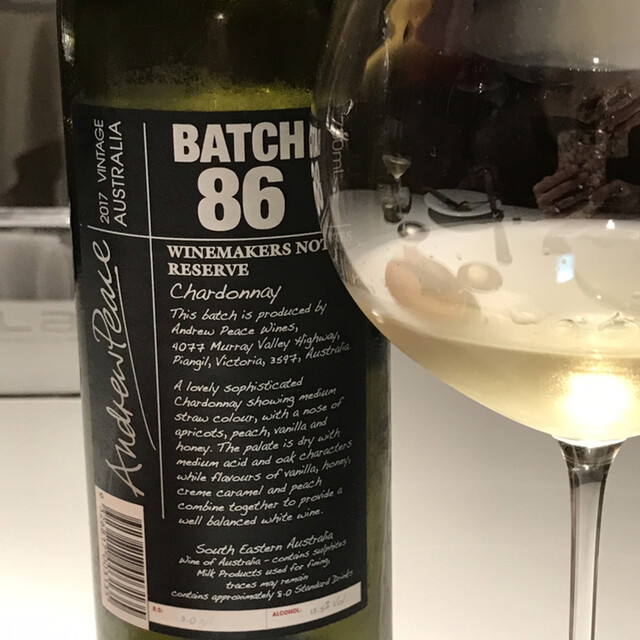 2017 VINTAGE
AUSTRALIA
Andrew Peace
BATCH
86
WINEMAKERS
RESERVE
Chardonnay
This batch is produced by
Andrew Peace Wines,
4077 Murray Valley Highway,
Piangil, Victoria, 3597, Australia
A lovely sophisticated
Chardonnay showing medium
straw colour, with a nose of
apricots, peach, vanilla and
honey. The palate is dry with
medium acid and oak characters
while flavours of vanilla, honey,
creme caramel and peach
combine together to provide a
well balanced white wine.
South Eastern Australia
Wine of Australia - contains sulphites
Milk Products used for fining,
traces may remain
contains approximately 8.0 Standard Drinks
R.S:
ALCOHOL: